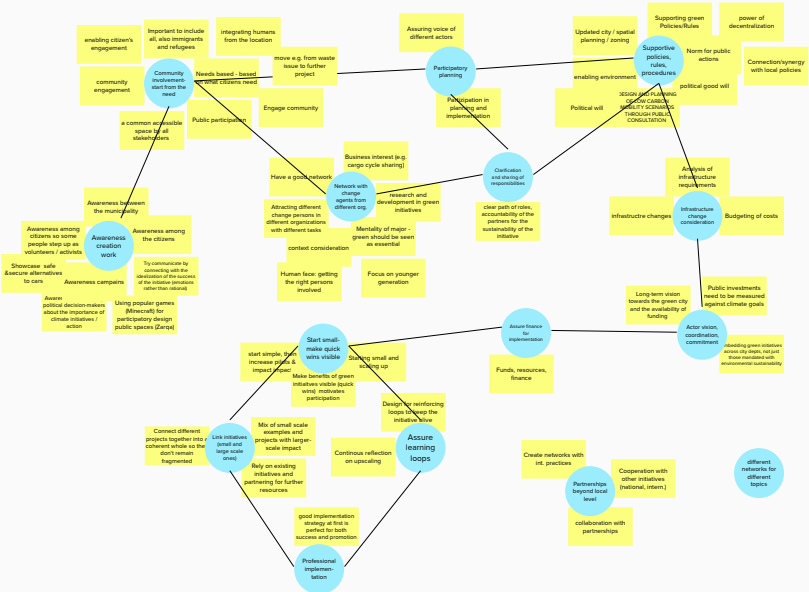 enabling citizen's
engagement
Important to include
all, also immigrants
and refugees
integrating humans
from the location
community
engagement
Community
involvement-
start from the
need
Needs based - based
on what citizens need
move e.g. from waste
issue to further
project
a common accessible
space by all
stakeholders
Public participation
Engage community
Assuring voice of
different actors
Participatory
planning
Participation in
planning and
implementation
Updated city / spatial
planning / zoning
Supporting green
Policies/Rules
power of
decentralization
Supportive
policies,
rules,
procedures
Norm for public
actions
Connection/synergy
with local policies
enabling environment
political good will
Political will
DESIGN AND PLANNING
OF LOW CARBON
MOBILITY SCENARIOS
THROUGH PUBLIC
CONSULTATION
Business interest (e.g.
cargo cycle sharing)
Have a good network
Network with
change
agents from
different org.
research and
development in green
initiatives
Attracting different
change persons in
different organizations
with different tasks
Mentality of major -
green should be seen
as essential
context consideration
Human face: getting
the right persons
involved
Focus on younger
generation
Clarification
and sharing of
responsibilities
clear path of roles,
accountability of the
partners for the
sustainability of the
initiative
Analysis of
infrastructure
requirements
infrastructre changes
Infrastructure
change
consideration
Budgeting of costs
Awareness between
the municipality
Awareness among
citizens so some
people step up as
volunteers / activists
Awareness
creation
work
Awareness among
the citizens
Showcase safe
&secure alternatives
to cars
Awareness campains
Try communicate by
connecting with the
idealization of the success
of the initiative (emotions
rather than rational)
political decision-makers
about the importance of
climate initiatives /
action
Using popular games
(Minecraft) for
participatory design
public spaces (Zarqa)
Long-term vision
towards the green city
and the availability of
funding
Public investments
need to be measured
against climate goals
Actor vision,
coordination,
commitment
embedding green initiatives
across city depts, not just
those mandated with
environmental sustainability
Assure finance
for
implementation
Funds, resources,
finance
Start small-
make quick
wins visible
start simple, then
increase pilots &
impact
Starting small and
scaling up
Make benefits of green
initiatives visible (quick
wins) motivates
participation
Design for reinforcing
loops to keep the
initiative alive
Assure
learning
loops
Continous reflection
on upscaling
Connect different
projects together into a
coherent whole so they
don't remain
fragmented
Link initiatives
(small and
large scale
ones)
Mix of small scale
examples and
projects with larger-
scale impact
Rely on existing
initiatives and
partnering for further
resources
good implementation
strategy at first is
perfect for both
success and promotion
Professional
implemen-
tation
Create networks with
int. practices
Partnerships
beyond local
level
Cooperation with
other initiatives
(national, intern.)
collaboration with
partnerships
different
networks for
different
topics